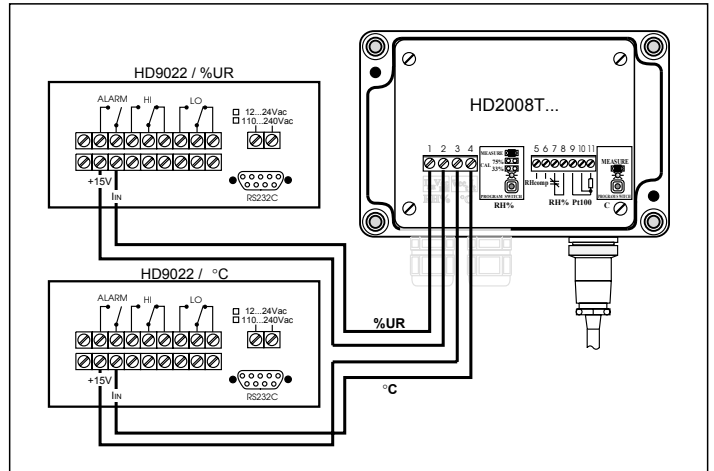 HD9022 / %UR
ALARM HI LO
12...24Vac
110...240Vac
+15V
IIN
RS232C
HD9022 / °C
ALARM HI LO
12...24Vac
110...240Vac
+15V
IIN
RS232C
HD2008T...
1 2 3 4
MEASURE
CAL 75%
33%
PROGRAM SWITCH
RH%
5 6 7 8 9 10 11
RHcomp RH% Pt100
MEASURE
PROGRAM SWITCH
C
%UR
°C